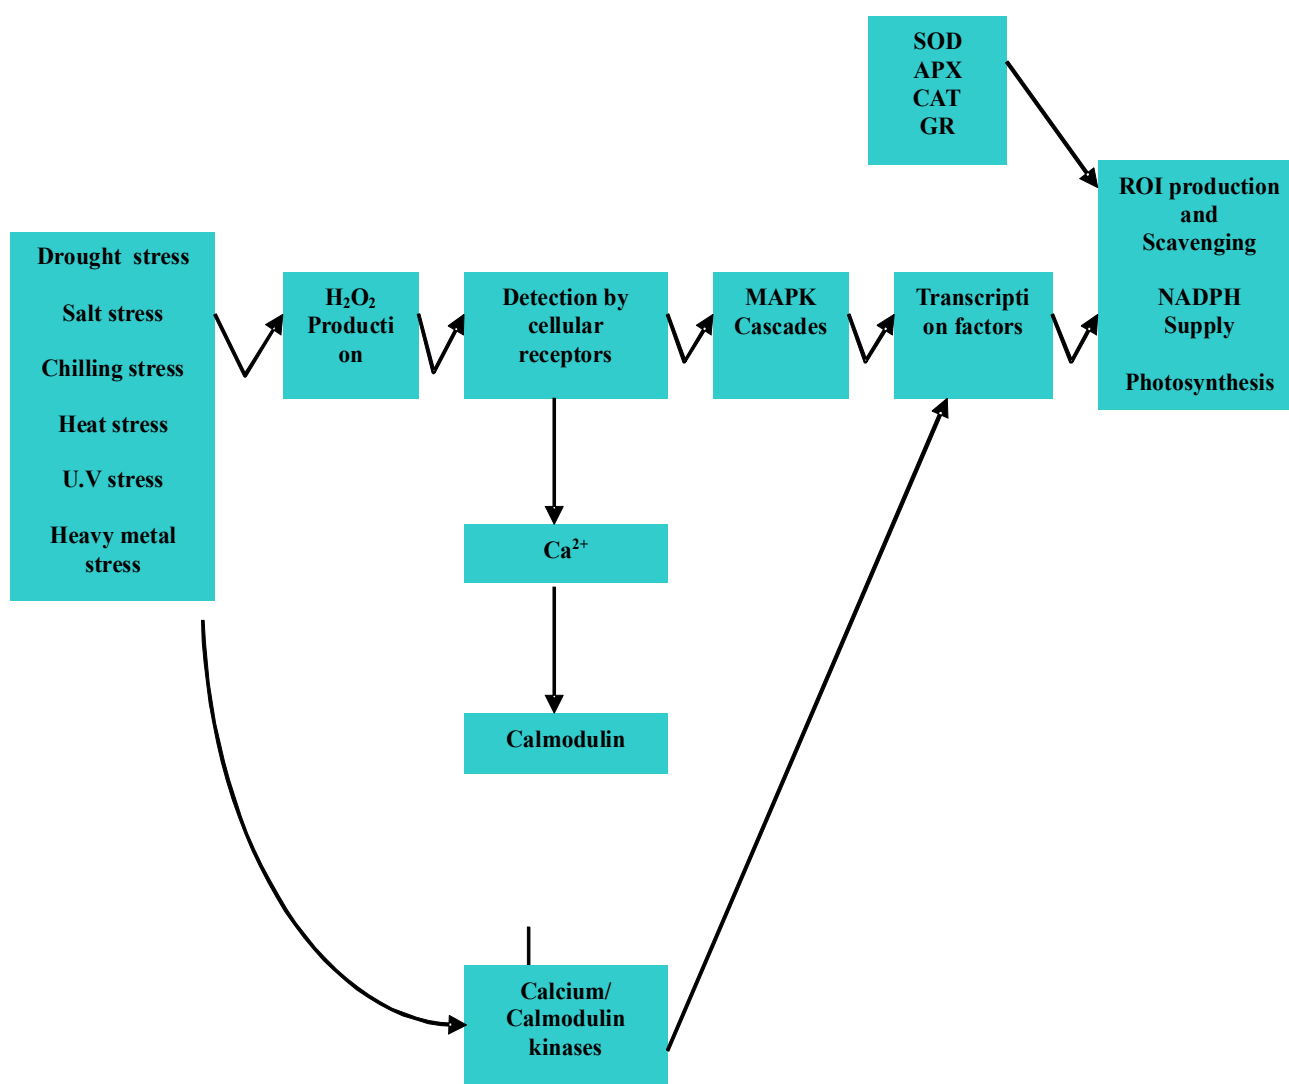 SOD
APX
CAT
GR
ROI production
and
Scavenging
NADPH
Supply
Photosynthesis
Drought stress
Salt stress
Chilling stress
Heat stress
U.V stress
Heavy metal
stress
H₂O₂
Producti
on
Detection by
cellular
receptors
MAPK
Cascades
Transcripti
on factors
Ca²⁺
Calmodulin
Calcium/
Calmodulin
kinases